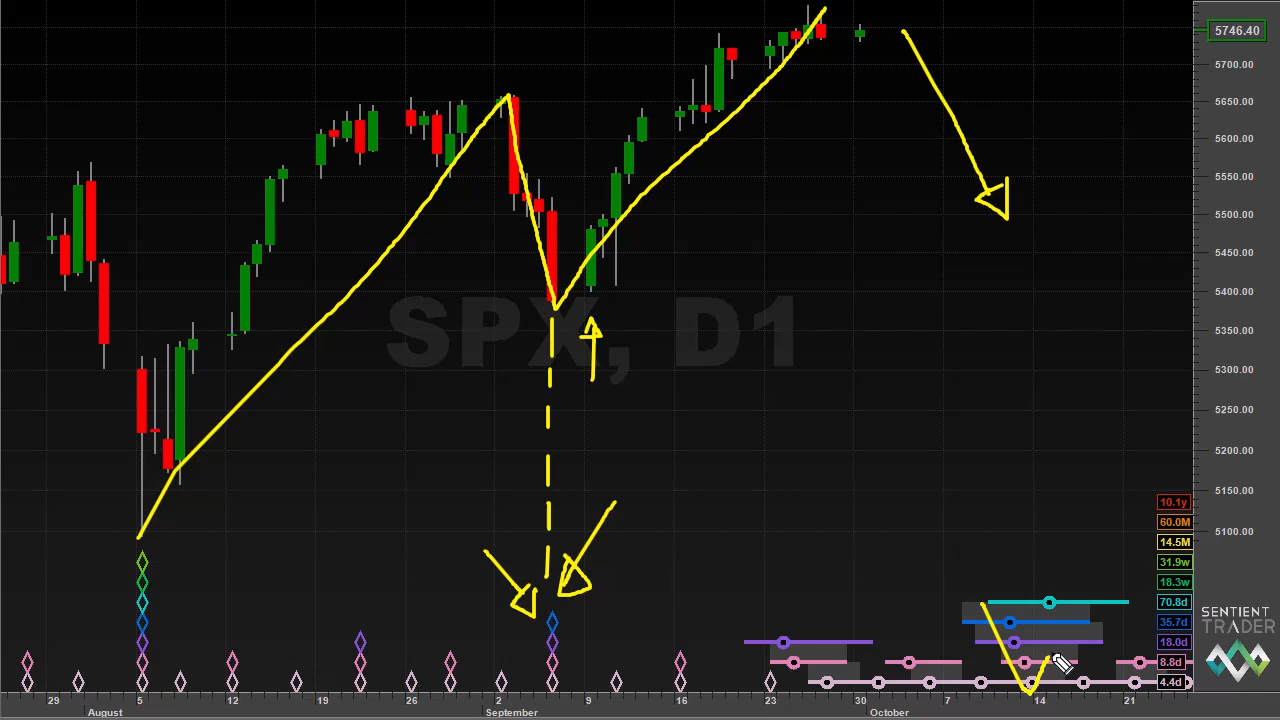 5746.40
5700.00
5650.00
5600.00
5550.00
5500.00
5450.00
5400.00
5350.00
5300.00
5250.00
5200.00
5150.00
5100.00
SPX, D1
10.1y
60.0M
14.5M
31.9w
18.3w
70.8d
35.7d
18.0d
8.8d
4.4d
SENTIENT
TRADER
29 5 12 19 26 2 9 16 23 30 14 21
August September October